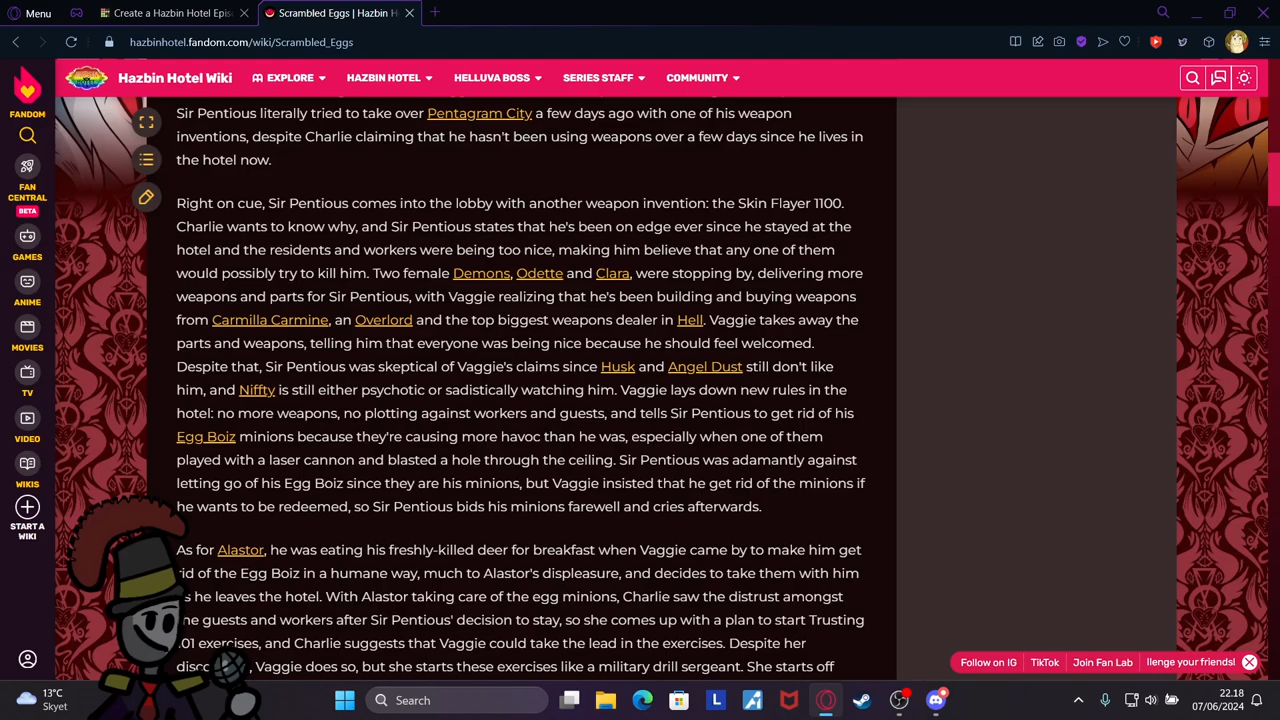 Menu
Create a Hazbin Hotel Epis
Scrambled Eggs | Hazbin H
hazbinhotel.fandom.com/wiki/Scrambled_Eggs
Hazbin Hotel Wiki
EXPLORE
HAZBIN HOTEL
HELLUVA BOSS
SERIES STAFF
COMMUNITY
FANDOM
FAN
CENTRAL
BETA
GAMES
ANIME
MOVIES
TV
VIDEO
WIKIS
START A
WIKI
Sir Pentious literally tried to take over Pentagram City a few days ago with one of his weapon
inventions, despite Charlie claiming that he hasn't been using weapons over a few days since he lives in
the hotel now.
Right on cue, Sir Pentious comes into the lobby with another weapon invention: the Skin Flayer 1100.
Charlie wants to know why, and Sir Pentious states that he's been on edge ever since he stayed at the
hotel and the residents and workers were being too nice, making him believe that any one of them
would possibly try to kill him. Two female Demons, Odette and Clara, were stopping by, delivering more
weapons and parts for Sir Pentious, with Vaggie realizing that he's been building and buying weapons
from Carmilla Carmine, an Overlord and the top biggest weapons dealer in Hell. Vaggie takes away the
parts and weapons, telling him that everyone was being nice because he should feel welcomed.
Despite that, Sir Pentious was skeptical of Vaggie's claims since Husk and Angel Dust still don't like
him, and Niffty is still either psychotic or sadistically watching him. Vaggie lays down new rules in the
hotel: no more weapons, no plotting against workers and guests, and tells Sir Pentious to get rid of his
Egg Boiz minions because they're causing more havoc than he was, especially when one of them
played with a laser cannon and blasted a hole through the ceiling. Sir Pentious was adamantly against
letting go of his Egg Boiz since they are his minions, but Vaggie insisted that he get rid of the minions if
he wants to be redeemed, so Sir Pentious bids his minions farewell and cries afterwards.
As for Alastor, he was eating his freshly-killed deer for breakfast when Vaggie came by to make him get
rid of the Egg Boiz in a humane way, much to Alastor's displeasure, and decides to take them with him
s he leaves the hotel. With Alastor taking care of the egg minions, Charlie saw the distrust amongst
he guests and workers after Sir Pentious' decision to stay, so she comes up with a plan to start Trusting
01 exercises, and Charlie suggests that Vaggie could take the lead in the exercises. Despite her
disco , Vaggie does so, but she starts these exercises like a military drill sergeant. She starts off
Follow on IG
TikTok
Join Fan Lab
llenge your friends!
13°C
Skyet
Search
22.18
07/06/2024